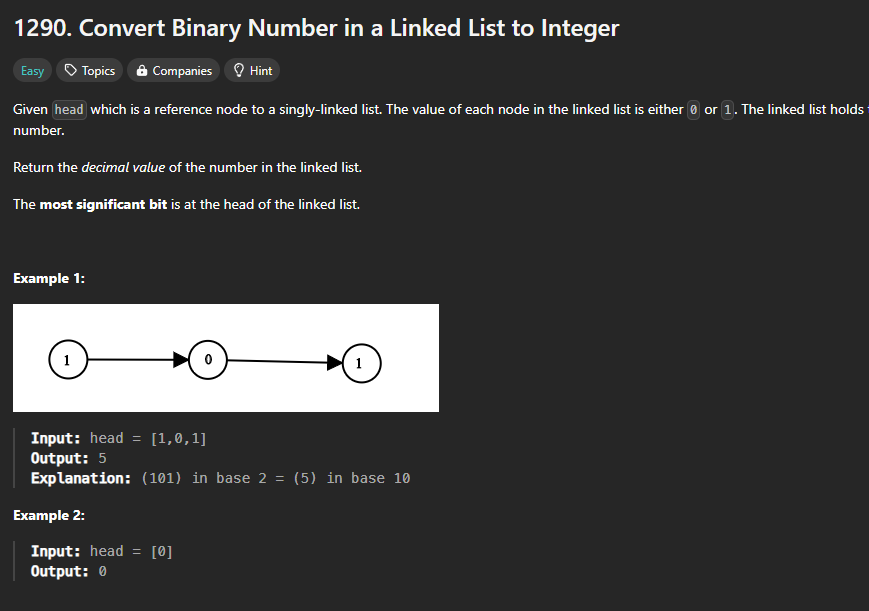 1290. Convert Binary Number in a Linked List to Integer
Easy Topics Companies Hint
Given head which is a reference node to a singly-linked list. The value of each node in the linked list is either 0 or 1. The linked list holds
number.
Return the decimal value of the number in the linked list.
The most significant bit is at the head of the linked list.
Example 1:
1 0 1
Input: head = [1,0,1]
Output: 5
Explanation: (101) in base 2 = (5) in base 10
Example 2:
Input: head = [0]
Output: 0